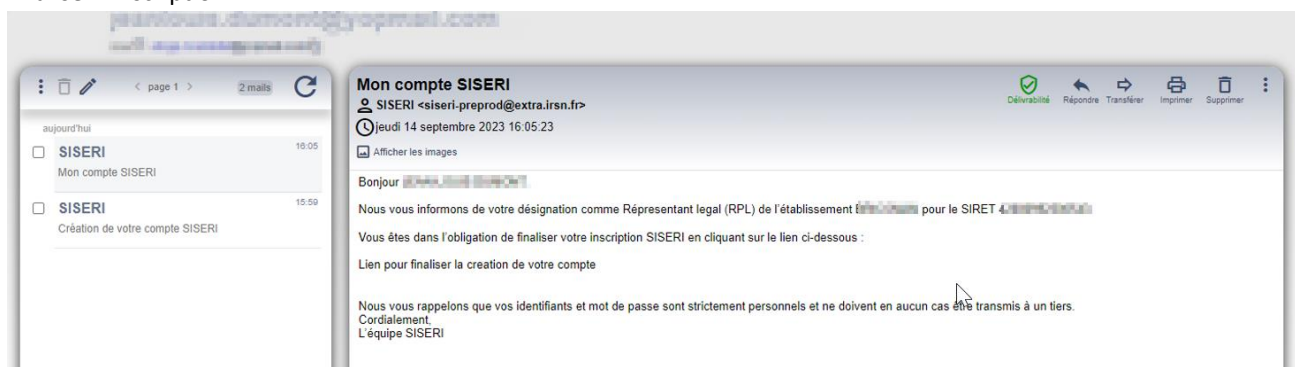 page 1
2 mails
aujourd'hui
SISERI
16:05
Mon compte SISERI
SISERI
15:59
Création de votre compte SISERI
Mon compte SISERI
SISERI <siseri-preprod@extra.irsn.fr>
jeudi 14 septembre 2023 16:05:23
Afficher les images
Délivrabilité Répondre Transférer Imprimer Supprimer
Bonjour
Nous vous informons de votre désignation comme Répresentant legal (RPL) de l'établissement pour le SIRET
Vous êtes dans l'obligation de finaliser votre inscription SISERI en cliquant sur le lien ci-dessous :
Lien pour finaliser la creation de votre compte
Nous vous rappelons que vos identifiants et mot de passe sont strictement personnels et ne doivent en aucun cas être transmis à un tiers.
Cordialement,
L'équipe SISERI